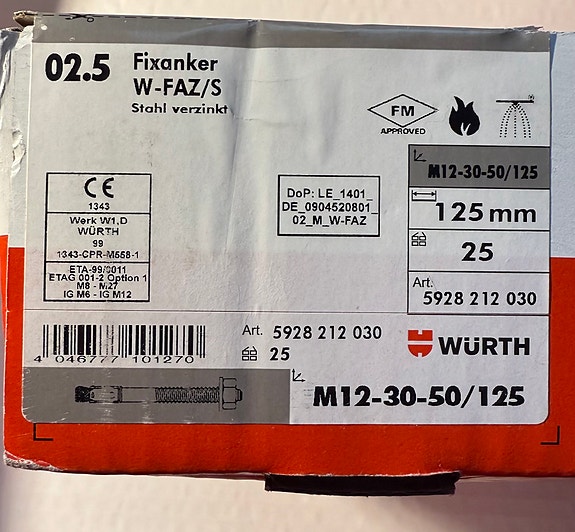 02.5
Fixanker
W-FAZ/S
Stahl verzinkt
FM
APPROVED
CE
1343
Werk W1,D
WÜRTH
99
1343-CPR-M558-1
ETA-99/0011
ETAG 001-2 Option 1
M8 - M27
IG M6 - IG M12
DoP: LE_1401_
DE_0904520801_
02_M_W-FAZ
M12-30-50/125
125 mm
25
Art.
5928 212 030
4 046777 101270
Art. 5928 212 030
25
WÜRTH
M12-30-50/125